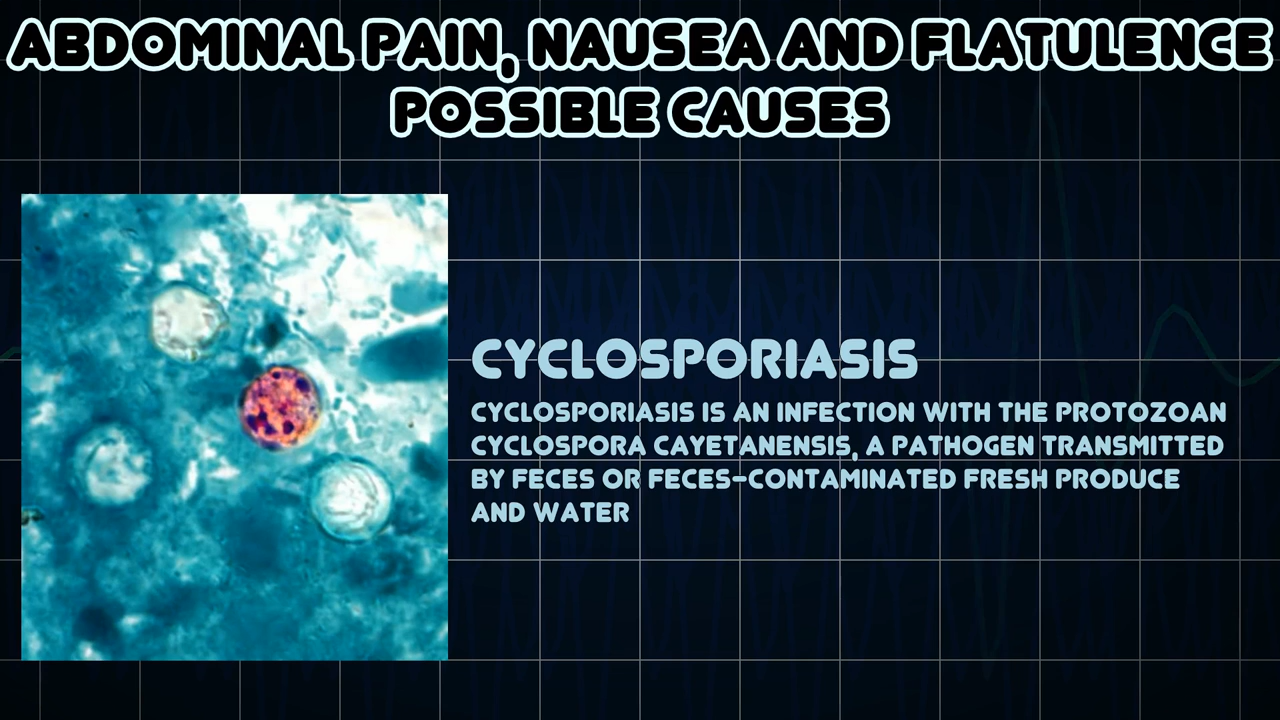 ABDOMINAL PAIN, NAUSEA AND FLATULENCE
POSSIBLE CAUSES
CYCLOSPORIASIS
CYCLOSPORIASIS IS AN INFECTION WITH THE PROTOZOAN
CYCLOSPORA CAYETANENSIS, A PATHOGEN TRANSMITTED
BY FECES OR FECES-CONTAMINATED FRESH PRODUCE
AND WATER